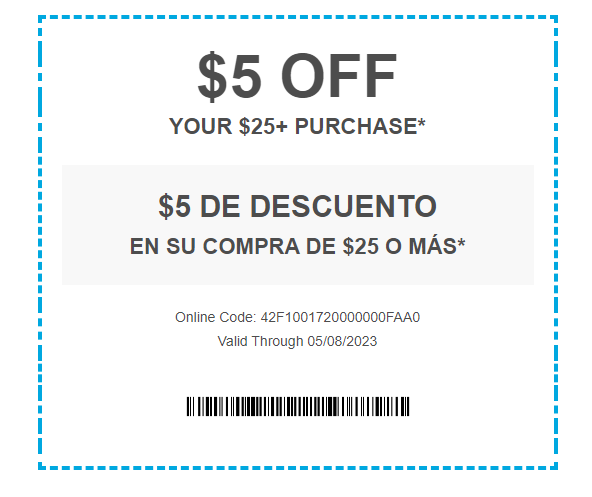 $5 OFF
YOUR $25+ PURCHASE*
$5 DE DESCUENTO
EN SU COMPRA DE $25 O MÁS*
Online Code: 42F1001720000000FAA0
Valid Through 05/08/2023